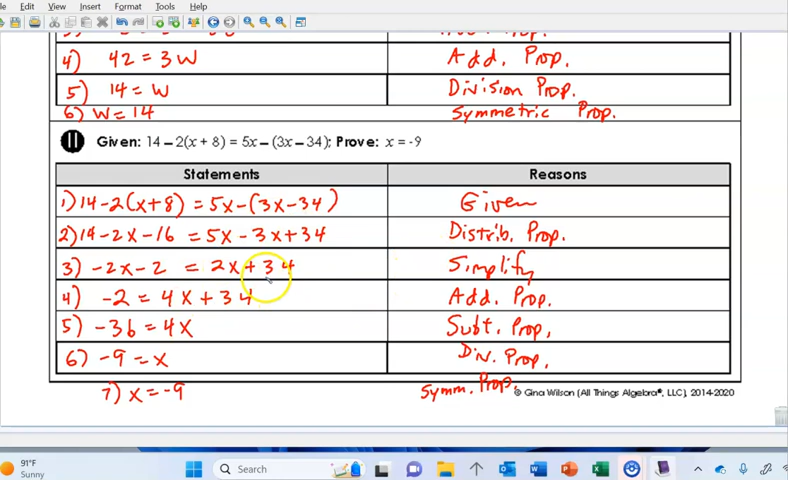 Edit View Insert Format Tools Help
4) 42 = 3W Add. Prop.
5) 14 = W Division Prop.
6) W = 14 Symmetric Prop.
11 Given: 14 – 2(x + 8) = 5x – (3x – 34); Prove: x = -9
Statements Reasons
1) 14-2(x+8) = 5x-(3x-34) Given
2) 14-2x-16 = 5x-3x+34 Distrib. Prop.
3) -2x-2 = 2x+34 Simplify
4) -2 = 4x+34 Add. Prop.
5) -36 = 4x Subt. Prop,
6) -9 = x Div. Prop.
7) x = -9 Symm. Prop.
© Gina Wilson (All Things Algebra®, LLC), 2014-2020
91°F
Sunny
Search